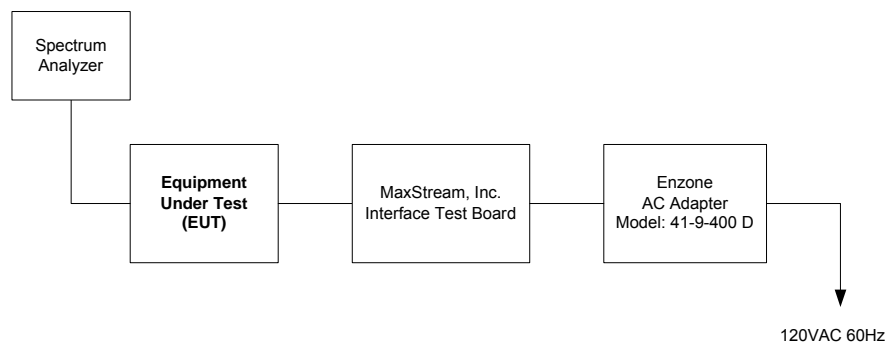 Spectrum
Analyzer
Equipment
Under Test
(EUT)
MaxStream, Inc.
Interface Test Board
Enzone
AC Adapter
Model: 41-9-400 D
120VAC 60Hz